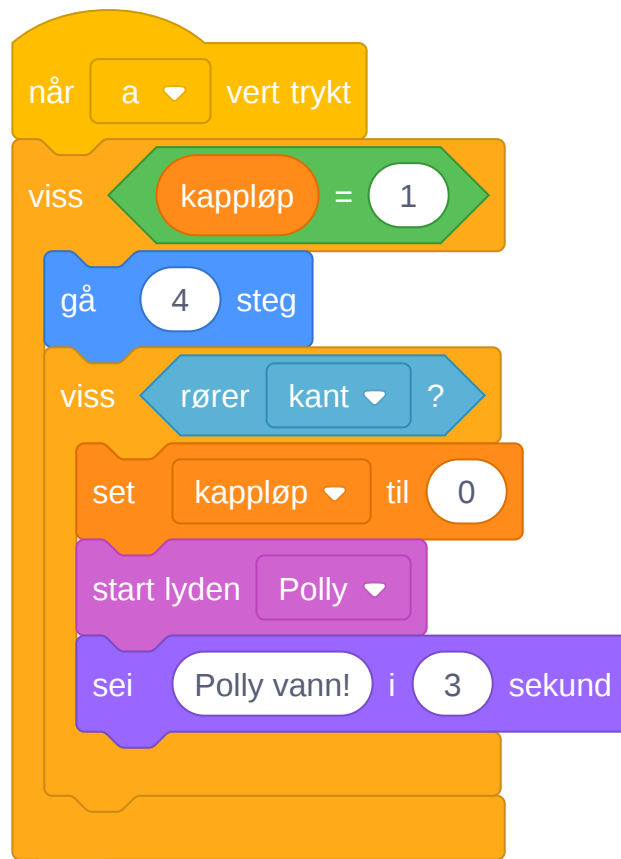 når a vert trykt
viss kappløp = 1
gå 4 steg
viss rører kant ?
set kappløp til 0
start lyden Polly
sei Polly vann! i 3 sekund